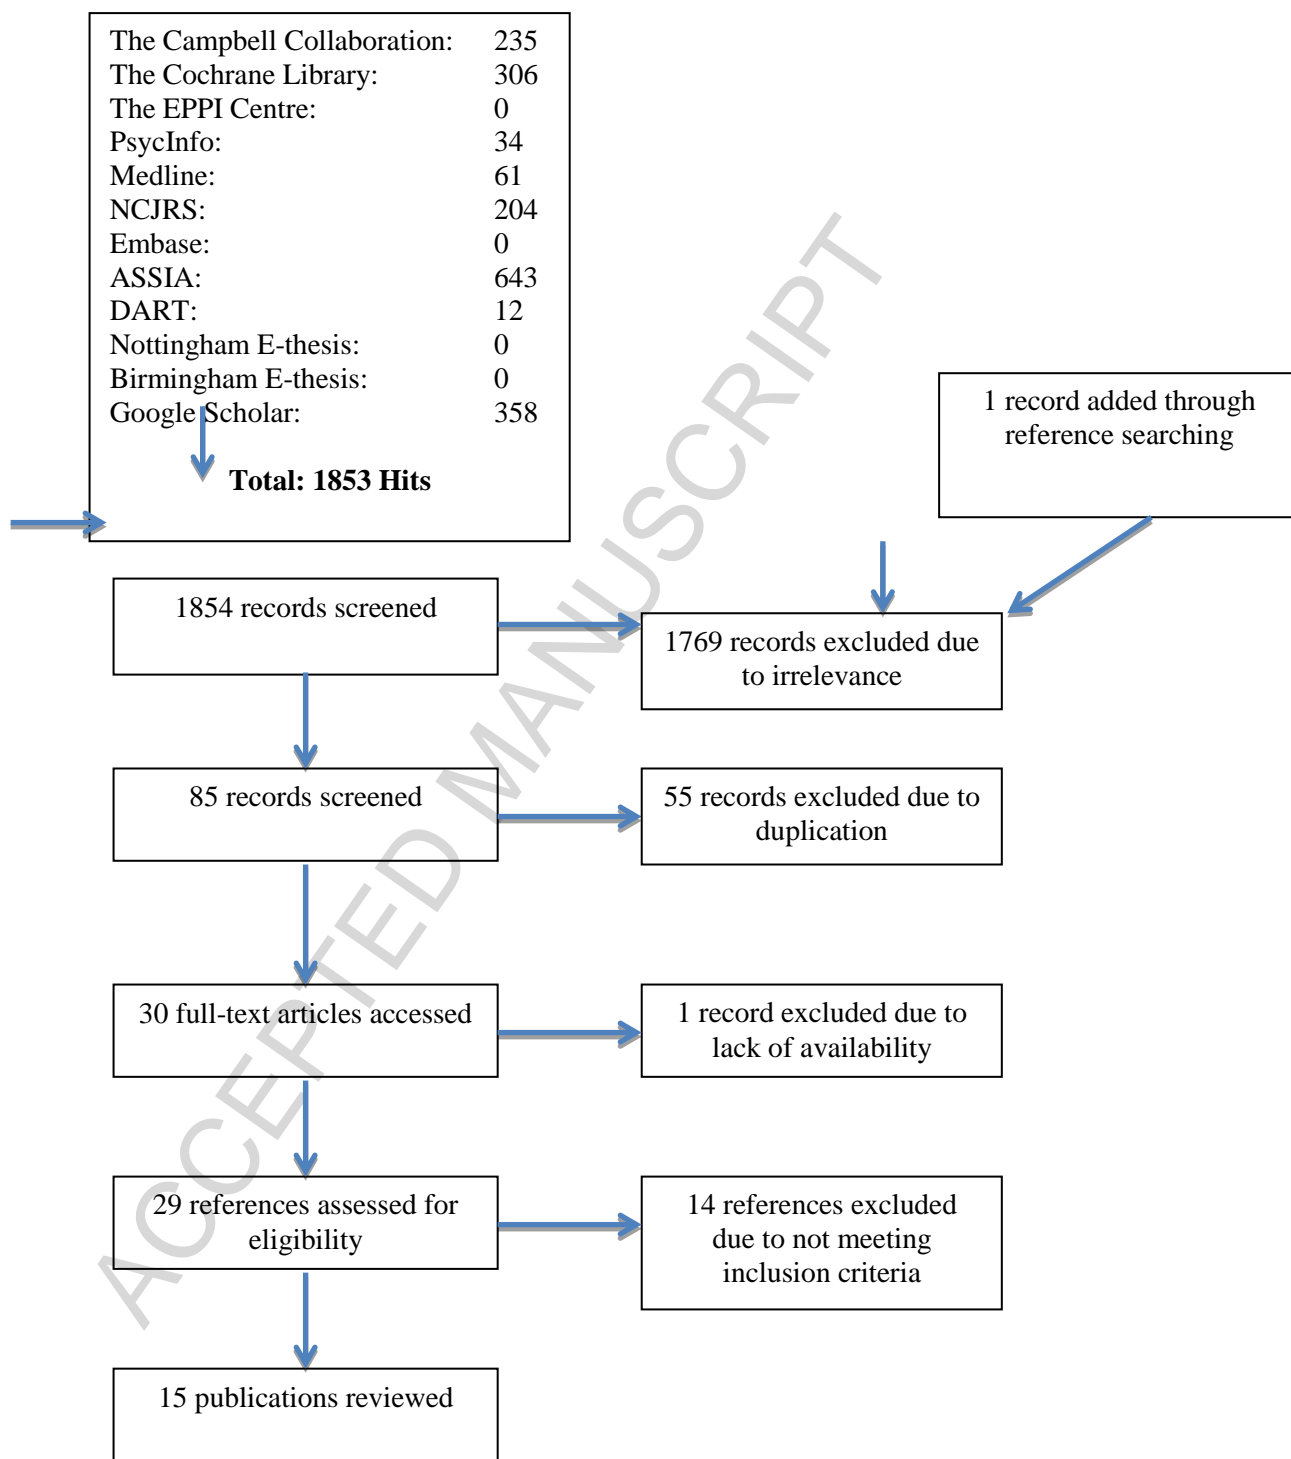 The Campbell Collaboration: 235
The Cochrane Library: 306
The EPPI Centre: 0
PsycInfo: 34
Medline: 61
NCJRS: 204
Embase: 0
ASSIA: 643
DART: 12
Nottingham E-thesis: 0
Birmingham E-thesis: 0
Google Scholar: 358
Total: 1853 Hits
1 record added through
reference searching
1854 records screened
1769 records excluded due
to irrelevance
85 records screened
55 records excluded due to
duplication
30 full-text articles accessed
1 record excluded due to
lack of availability
29 references assessed for
eligibility
14 references excluded
due to not meeting
inclusion criteria
15 publications reviewed
ACCEPTED MANUSCRIPT